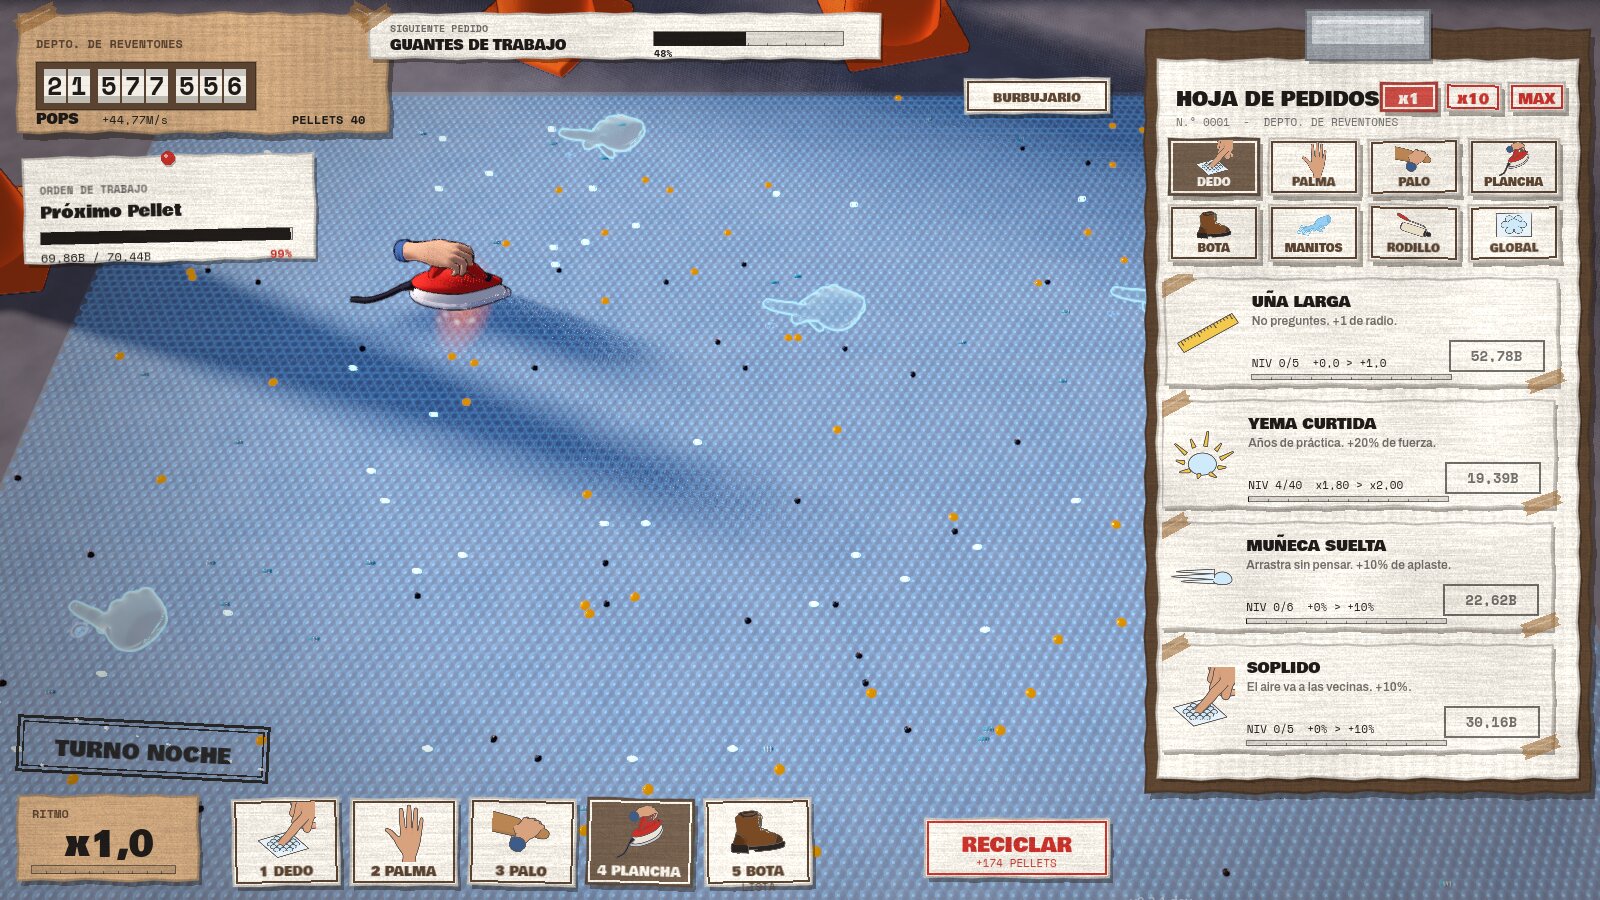 DEPTO. DE REVENTONES
21 577 556
POPS +44,77M/s PELLETS 40
SIGUIENTE PEDIDO
GUANTES DE TRABAJO
48%
BURBUJARIO
ORDEN DE TRABAJO
Próximo Pellet
69,86B / 70,44B 99%
HOJA DE PEDIDOS x1 x10 MAX
N.° 0001 - DEPTO. DE REVENTONES
DEDO PALMA PALO PLANCHA
BOTA MANITOS RODILLO GLOBAL
UÑA LARGA
No preguntes. +1 de radio.
NIV 0/5 +0,0 > +1,0 52,78B
YEMA CURTIDA
Años de práctica. +20% de fuerza.
NIV 4/40 x1,80 > x2,00 19,39B
MUÑECA SUELTA
Arrastra sin pensar. +10% de aplaste.
NIV 0/6 +0% > +10% 22,62B
SOPLIDO
El aire va a las vecinas. +10%.
NIV 0/5 +0% > +10% 30,16B
TURNO NOCHE
RITMO
x1,0
1 DEDO 2 PALMA 3 PALO 4 PLANCHA 5 BOTA
LISTA
RECICLAR
+174 PELLETS